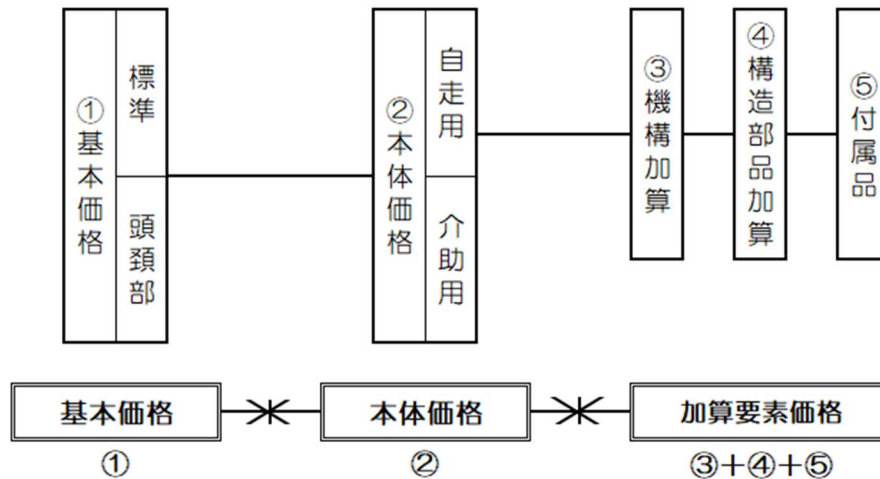 ①基本価格
標準
頭頚部
②本体価格
自走用
介助用
③機構加算
④構造部品加算
⑤付属品
基本価格
本体価格
加算要素価格
①
②
③+④+⑤